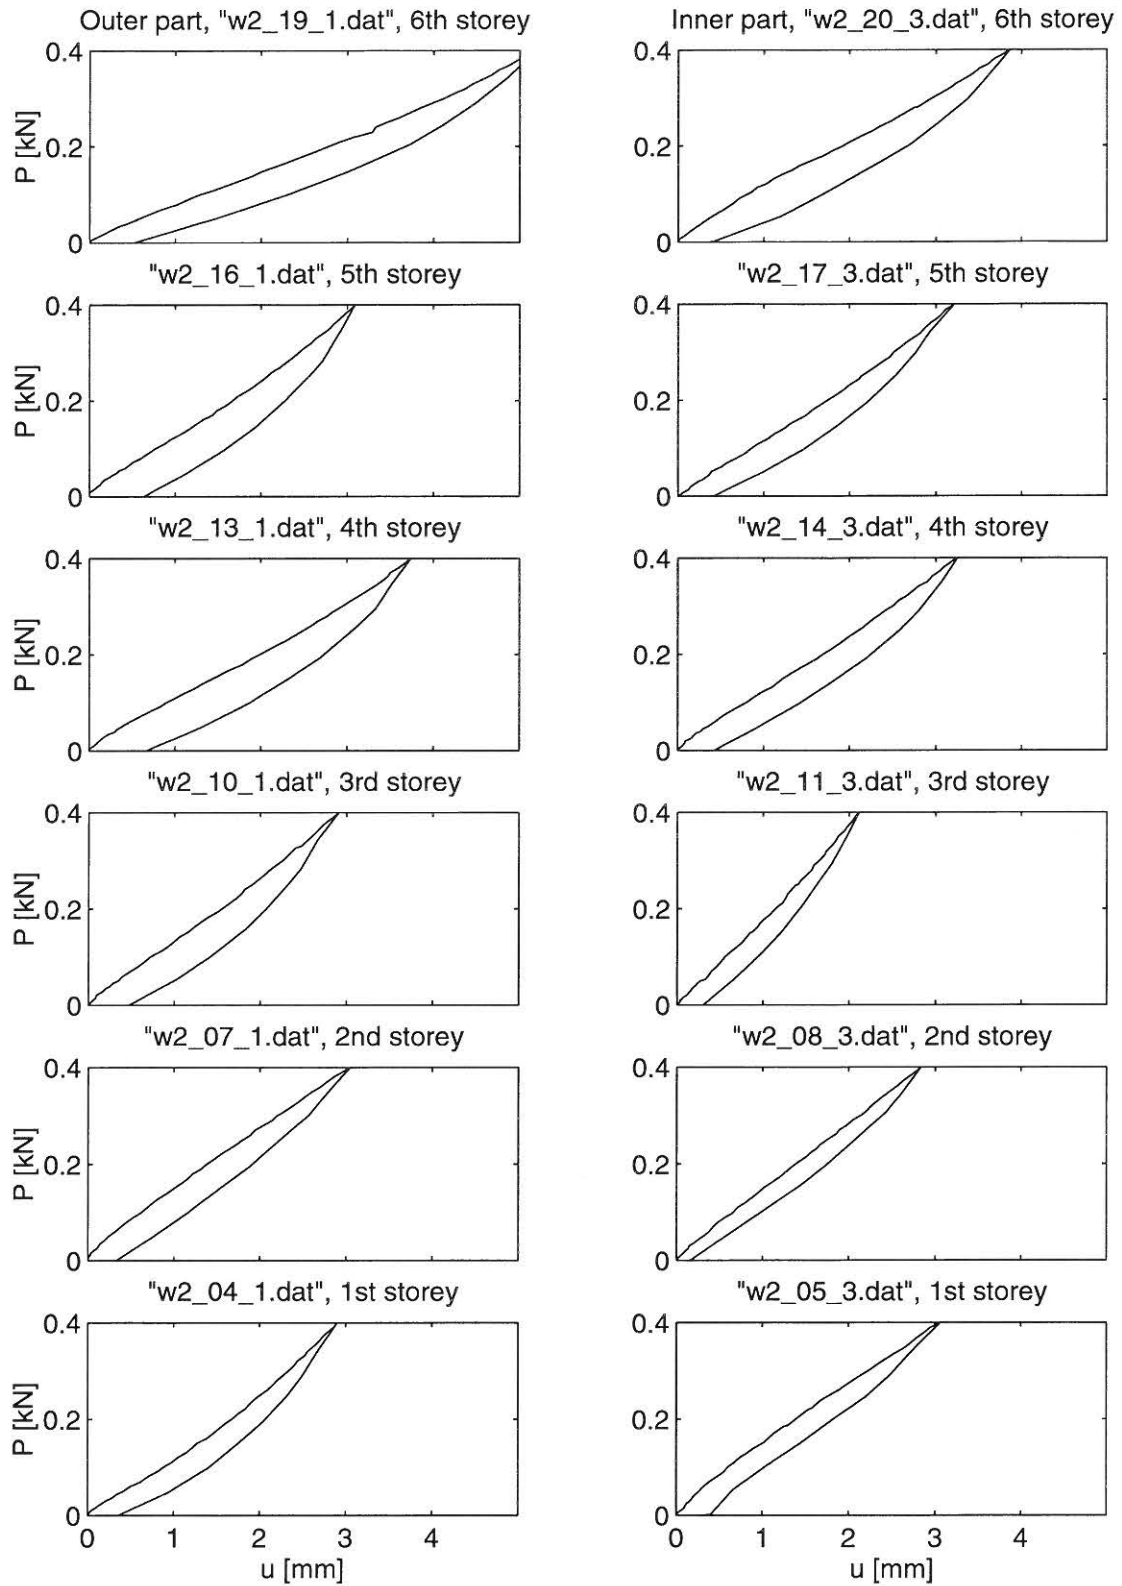 Outer part, "w2_19_1.dat", 6th storey
Inner part, "w2_20_3.dat", 6th storey
0.4
0.4
P [kN]
0.2
0.2
0
0
"w2_16_1.dat", 5th storey
"w2_17_3.dat", 5th storey
0.4
0.4
P [kN]
0.2
0.2
0
0
"w2_13_1.dat", 4th storey
"w2_14_3.dat", 4th storey
0.4
0.4
P [kN]
0.2
0.2
0
0
"w2_10_1.dat", 3rd storey
"w2_11_3.dat", 3rd storey
0.4
0.4
P [kN]
0.2
0.2
0
0
"w2_07_1.dat", 2nd storey
"w2_08_3.dat", 2nd storey
0.4
0.4
P [kN]
0.2
0.2
0
0
"w2_04_1.dat", 1st storey
"w2_05_3.dat", 1st storey
0.4
0.4
P [kN]
0.2
0.2
0
0
0 1 2 3 4
0 1 2 3 4
u [mm]
u [mm]